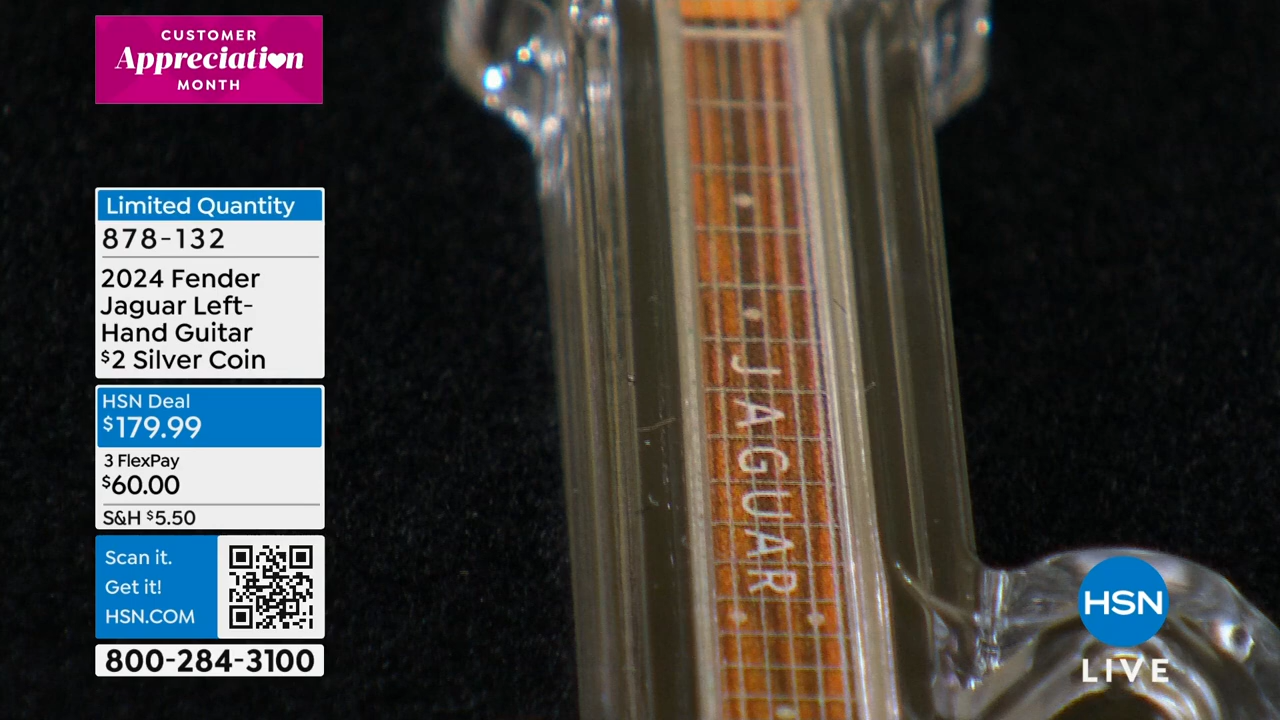 CUSTOMER
Appreciation
MONTH
Limited Quantity
878-132
2024 Fender
Jaguar Left-
Hand Guitar
$2 Silver Coin
HSN Deal
$179.99
3 FlexPay
$60.00
S&H $5.50
Scan it.
Get it!
HSN.COM
800-284-3100
JAGUAR
HSN
LIVE